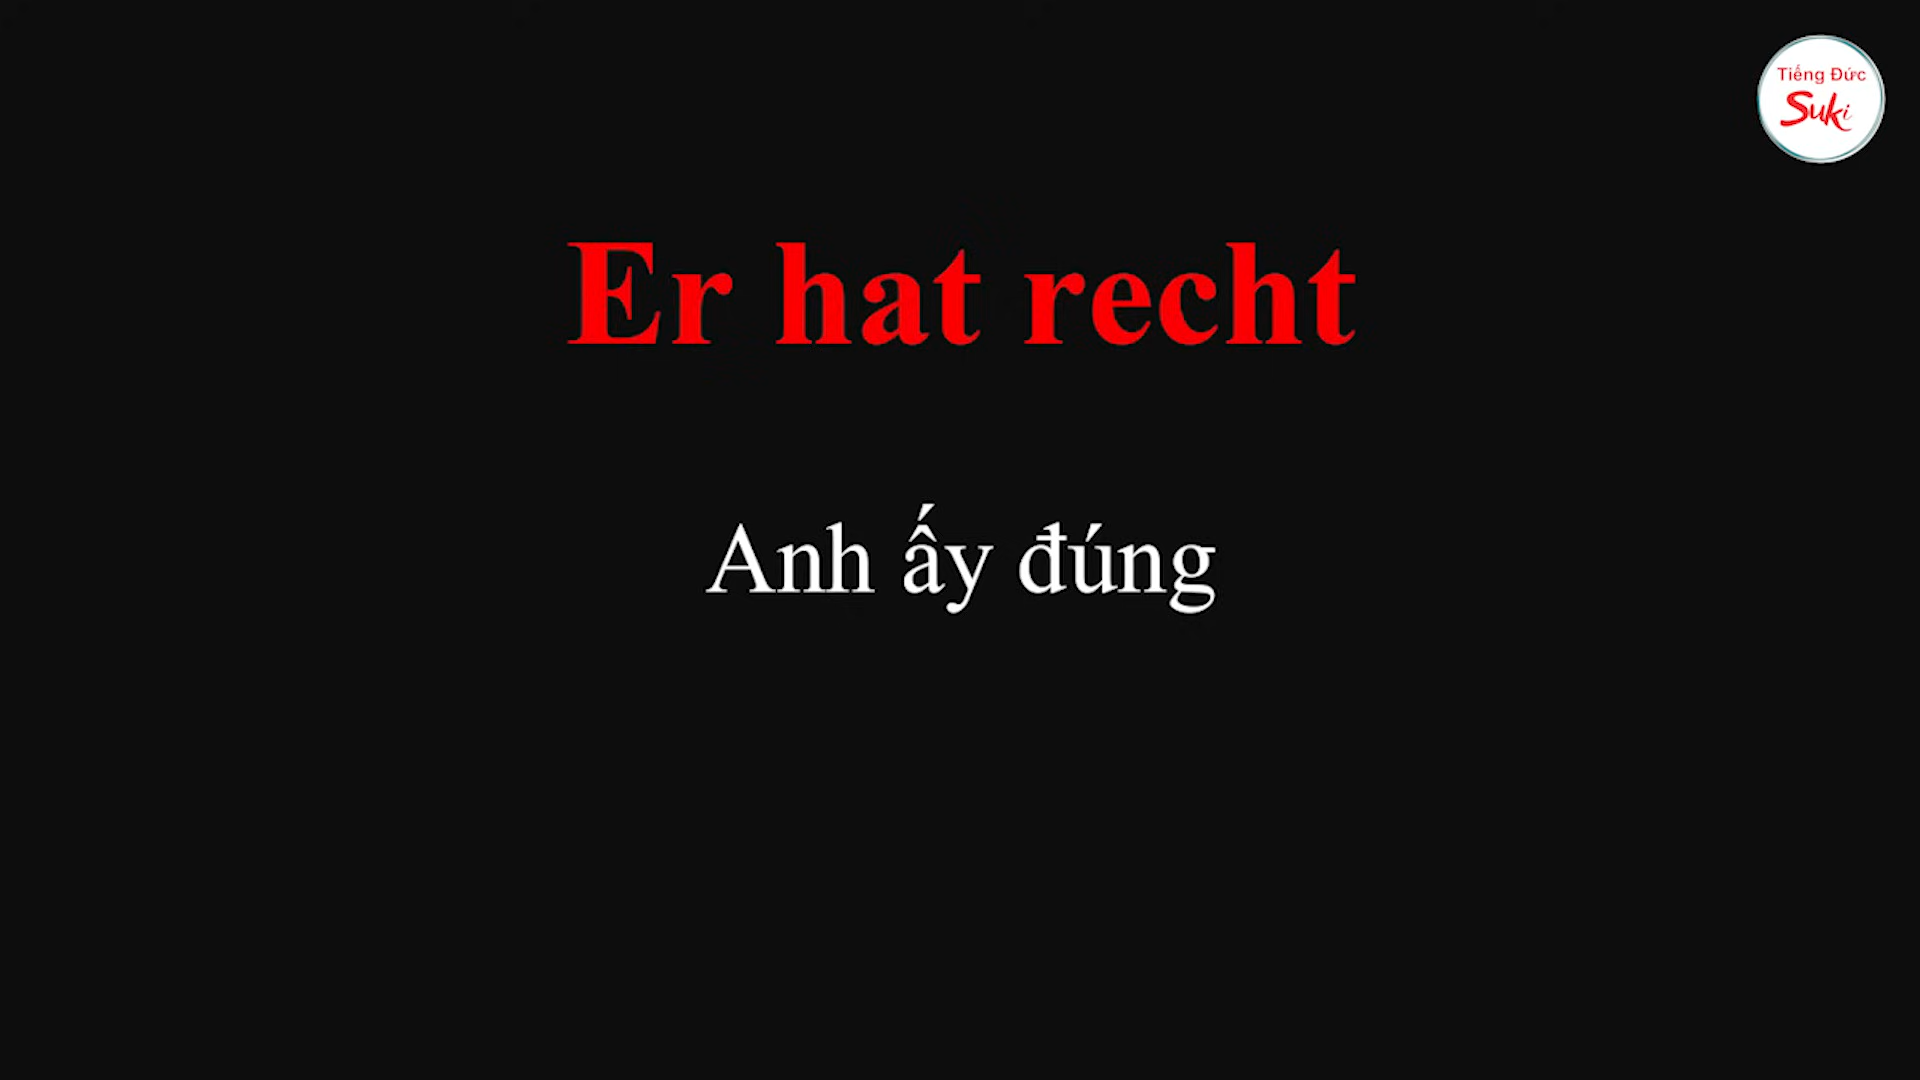 Tiếng Đức
Suki
Er hat recht
Anh ấy đúng